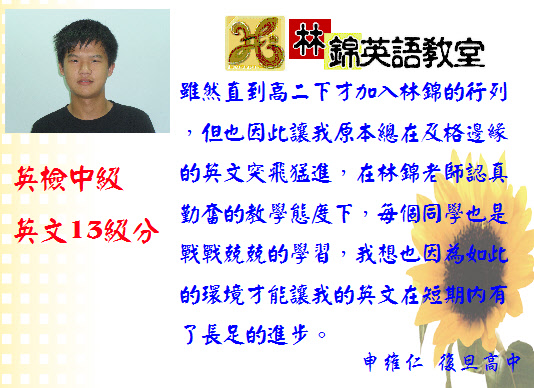 林錦英語教室
雖然直到高二下才加入林錦的行列
，但也因此讓我原本總在及格邊緣
的英文突飛猛進，在林錦老師認真
勤奮的教學態度下，每個同學也是
戰戰兢兢的學習，我想也因為如此
的環境才能讓我的英文在短期內有
了長足的進步。
英檢中級
英文13級分
申維仁 復旦高中